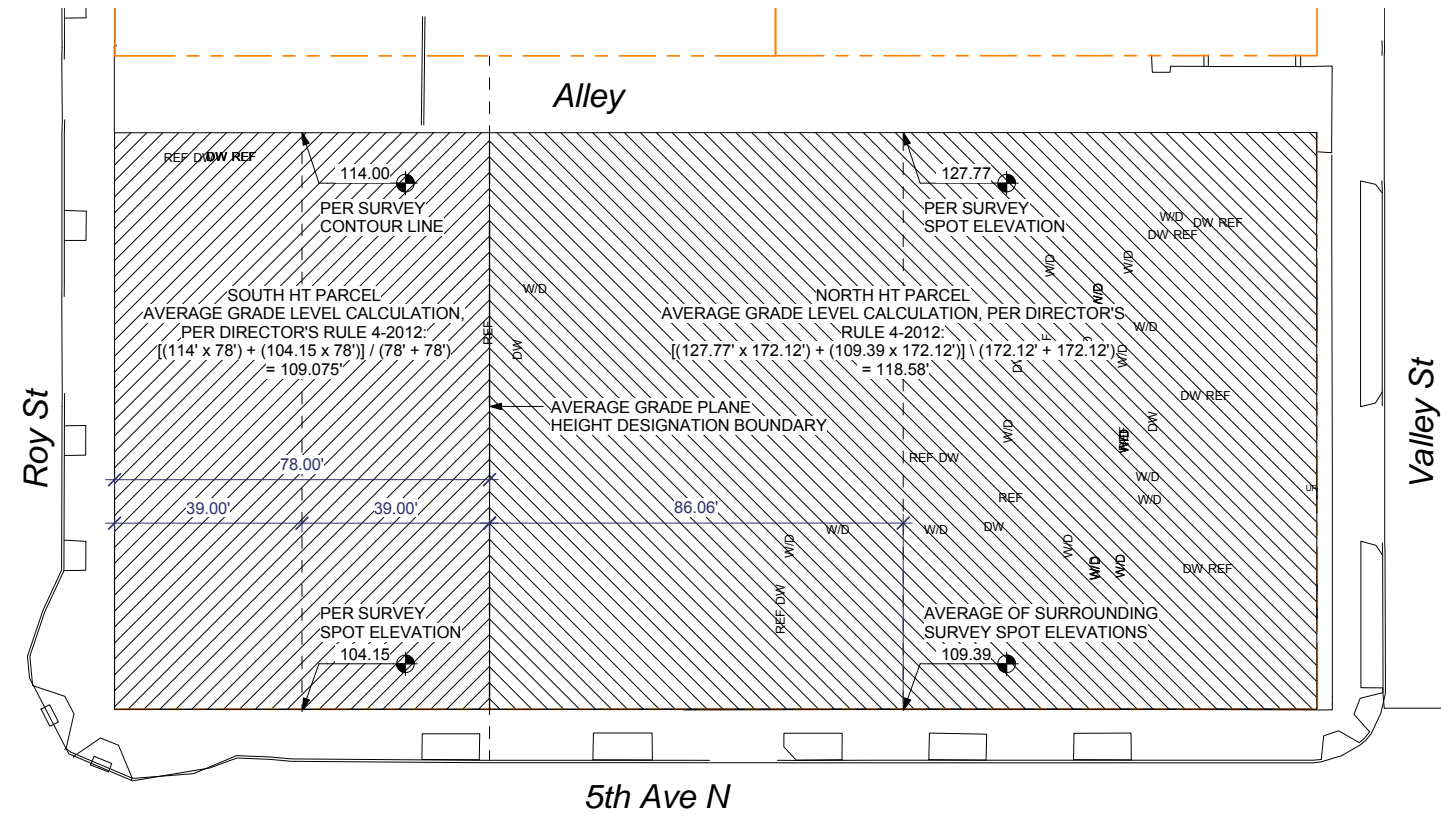 Alley
REF DW DW REF
114.00
PER SURVEY
CONTOUR LINE
127.77
PER SURVEY
SPOT ELEVATION
W/D
DW REF
DW REF
W/D
W/D
W/D
W/D
SOUTH HT PARCEL
AVERAGE GRADE LEVEL CALCULATION,
PER DIRECTOR'S RULE 4-2012:
[(114' x 78') + (104.15 x 78')] / (78' + 78')
= 109.075'
REF
DW
NORTH HT PARCEL
AVERAGE GRADE LEVEL CALCULATION, PER DIRECTOR'S
RULE 4-2012:
[(127.77' x 172.12') + (109.39 x 172.12')] \ (172.12' + 172.12')
= 118.58'
W/D
W/D
AVERAGE GRADE PLANE
HEIGHT DESIGNATION BOUNDARY
DW REF
DW
W/D
W/D
Roy St
Valley St
78.00'
REF DW
W/D
39.00'
39.00'
86.06'
REF
W/D
UR
W/D
W/D
DW
W/D
W/D
W/D
W/D
DW REF
REF DW
PER SURVEY
SPOT ELEVATION
104.15
AVERAGE OF SURROUNDING
SURVEY SPOT ELEVATIONS
109.39
5th Ave N